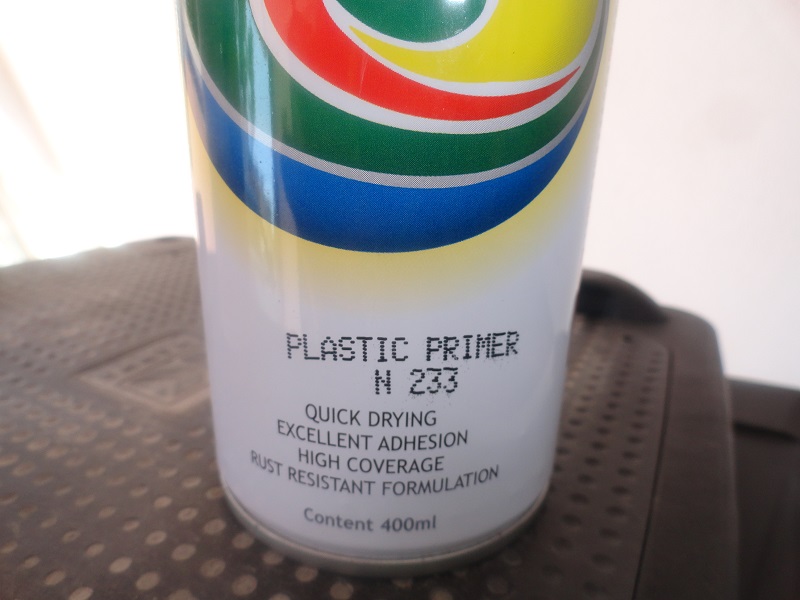 PLASTIC PRIMER
N 233
QUICK DRYING
EXCELLENT ADHESION
HIGH COVERAGE
RUST RESISTANT FORMULATION
Content 400ml